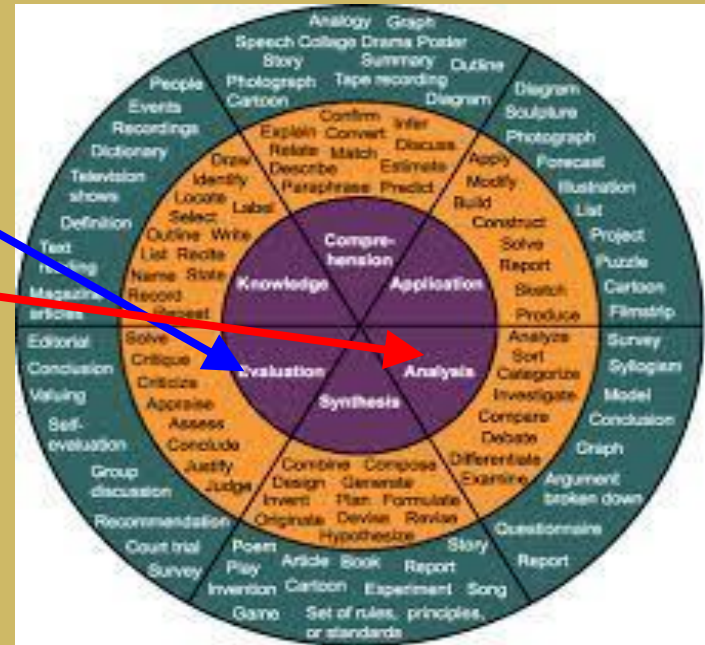 Analogy Graph
Speech College Drama Poster
Story Summary Outline
Photograph Tape recording
Cartoon Diagram
People
Events
Recordings
Dictionary
Television
shows
Definition
Text
reading
Magazine
articles
Diagram
Sculpture
Photograph
Forecast
Illustration
List
Project
Puzzle
Cartoon
Filmstrip
Confirm
Explain Convert Infer
Relate Match Discuss
Describe Estimate
Paraphrase Predict
Draw
Identify
Locate
Select Label
Outline Write
List Recite
Name State
Record
Repeat
Apply
Modify
Build
Construct
Solve
Report
Sketch
Produce
Compre-
hension
Knowledge
Application
Evaluation
Analysis
Synthesis
Solve
Critique
Criticize
Appraise
Assess
Conclude
Justify
Judge
Analyze
Sort
Categorize
Investigate
Compare
Debate
Differentiate
Examine
Combine Compose
Design Generate
Invent Plan Formulate
Originate Devise Revise
Hypothesize
Editorial
Conclusion
Valuing
Self-
evaluation
Group
discussion
Recommendation
Court trial
Survey
Survey
Syllogism
Model
Conclusion
Graph
Argument
broken down
Questionnaire
Report
Poem Story
Play Article Book Report
Invention Cartoon Experiment Song
Game Set of rules, principles,
or standards